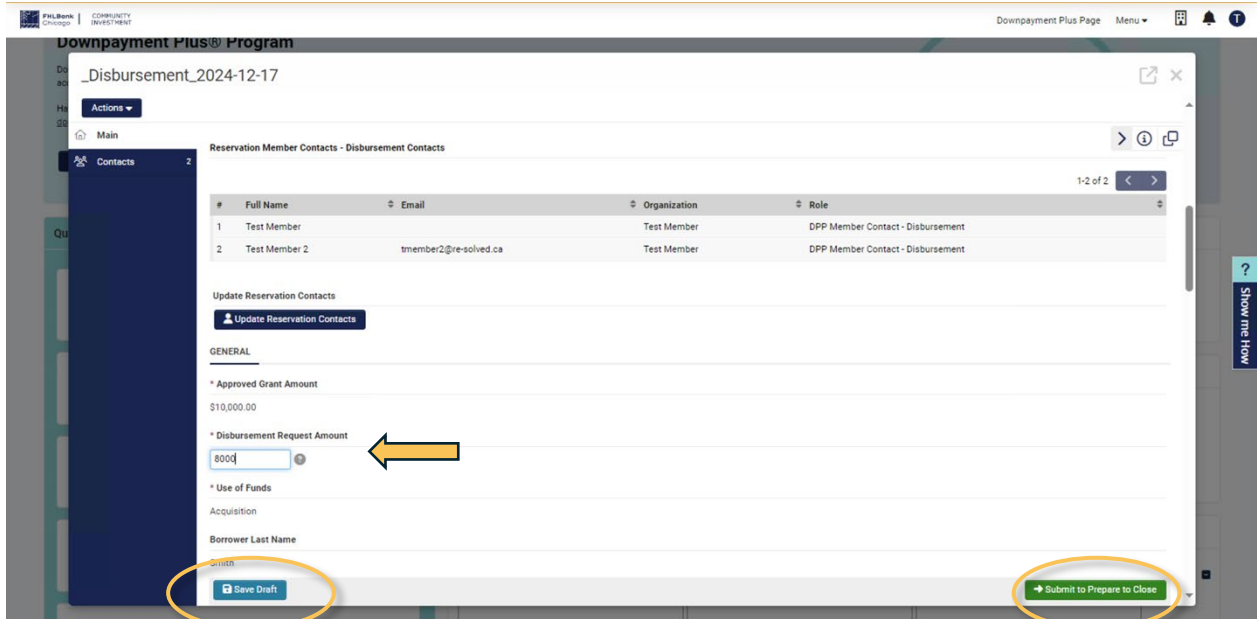 FHLBank Chicago | COMMUNITY INVESTMENT
Downpayment Plus Page Menu
T
Downpayment Plus® Program
Do
_Disbursement_2024-12-17
Actions
Main
Contacts 2
Reservation Member Contacts - Disbursement Contacts
1-2 of 2
# Full Name Email Organization Role
1 Test Member Test Member DPP Member Contact - Disbursement
2 Test Member 2 tmember2@re-solved.ca Test Member DPP Member Contact - Disbursement
Qu
? Show me How
Update Reservation Contacts
Update Reservation Contacts
GENERAL
* Approved Grant Amount
$10,000.00
* Disbursement Request Amount
8000
* Use of Funds
Acquisition
Borrower Last Name
Smith
Save Draft
Submit to Prepare to Close